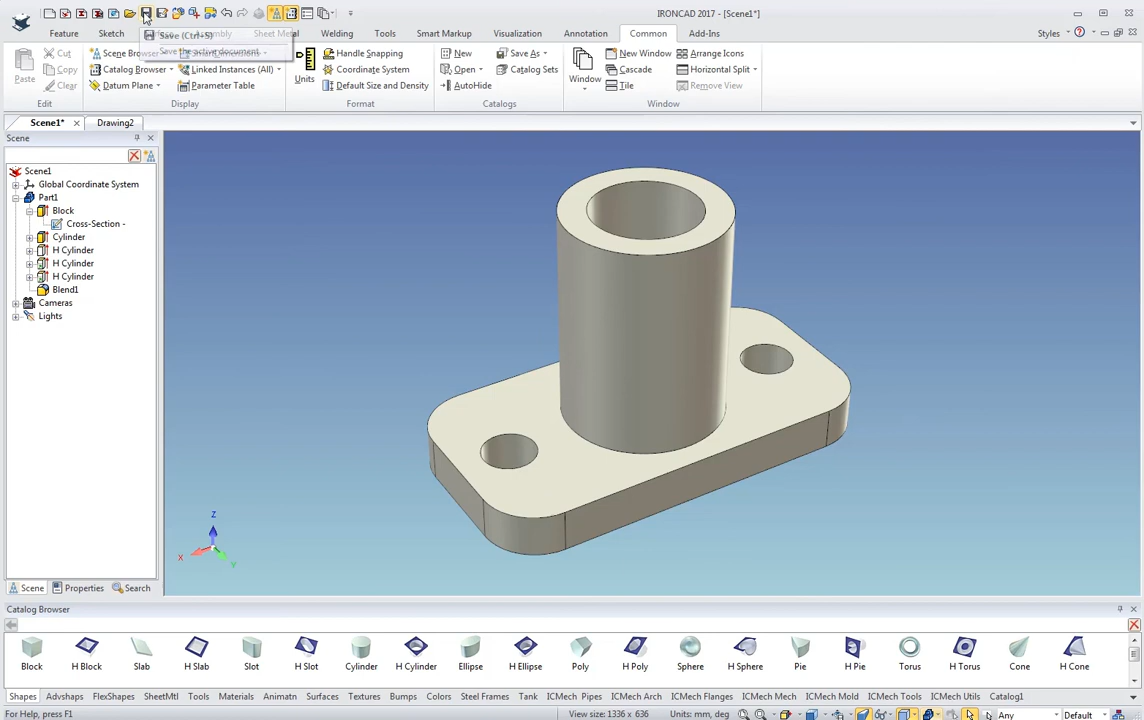 IRONCAD 2017 - [Scene1*]
Feature Sketch Assembly Sheet Metal Welding Tools Smart Markup Visualization Annotation Common Add-Ins Styles
Save (Ctrl+S)
Save the active document.
Paste Cut Copy Clear
Edit
Scene Browser
Catalog Browser
Datum Plane
Smart Dimensions
Linked Instances (All)
Parameter Table
Display
Units
Handle Snapping
Coordinate System
Default Size and Density
Format
New Save As
Open Catalog Sets
AutoHide
Catalogs
Window
New Window Arrange Icons
Cascade Horizontal Split
Tile Remove View
Window
Scene1* Drawing2
Scene
Scene1
Global Coordinate System
Part1
Block
Cross-Section -
Cylinder
H Cylinder
H Cylinder
H Cylinder
Blend1
Cameras
Lights
Z
X
Y
Scene Properties Search
Catalog Browser
Block H Block Slab H Slab Slot H Slot Cylinder H Cylinder Ellipse H Ellipse Poly H Poly Sphere H Sphere Pie H Pie Torus H Torus Cone H Cone
Shapes Advshaps FlexShapes SheetMtl Tools Materials Animatn Surfaces Textures Bumps Colors Steel Frames Tank ICMech Pipes ICMech Arch ICMech Flanges ICMech Mech ICMech Mold ICMech Tools ICMech Utils Catalog1
For Help, press F1
View size: 1336 x 636 Units: mm, deg Any Default